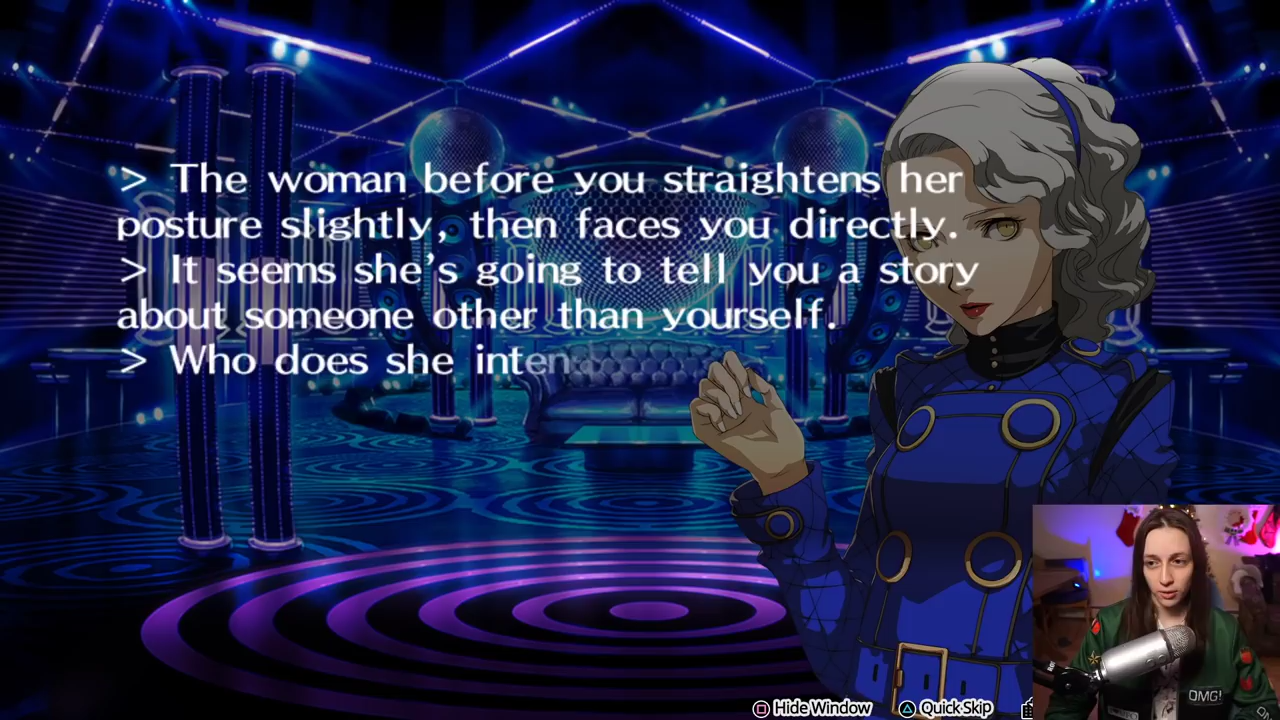 > The woman before you straightens her
posture slightly, then faces you directly.
> It seems she's going to tell you a story
about someone other than yourself.
> Who does she inten
Hide Window
Quick Skip
OMG!